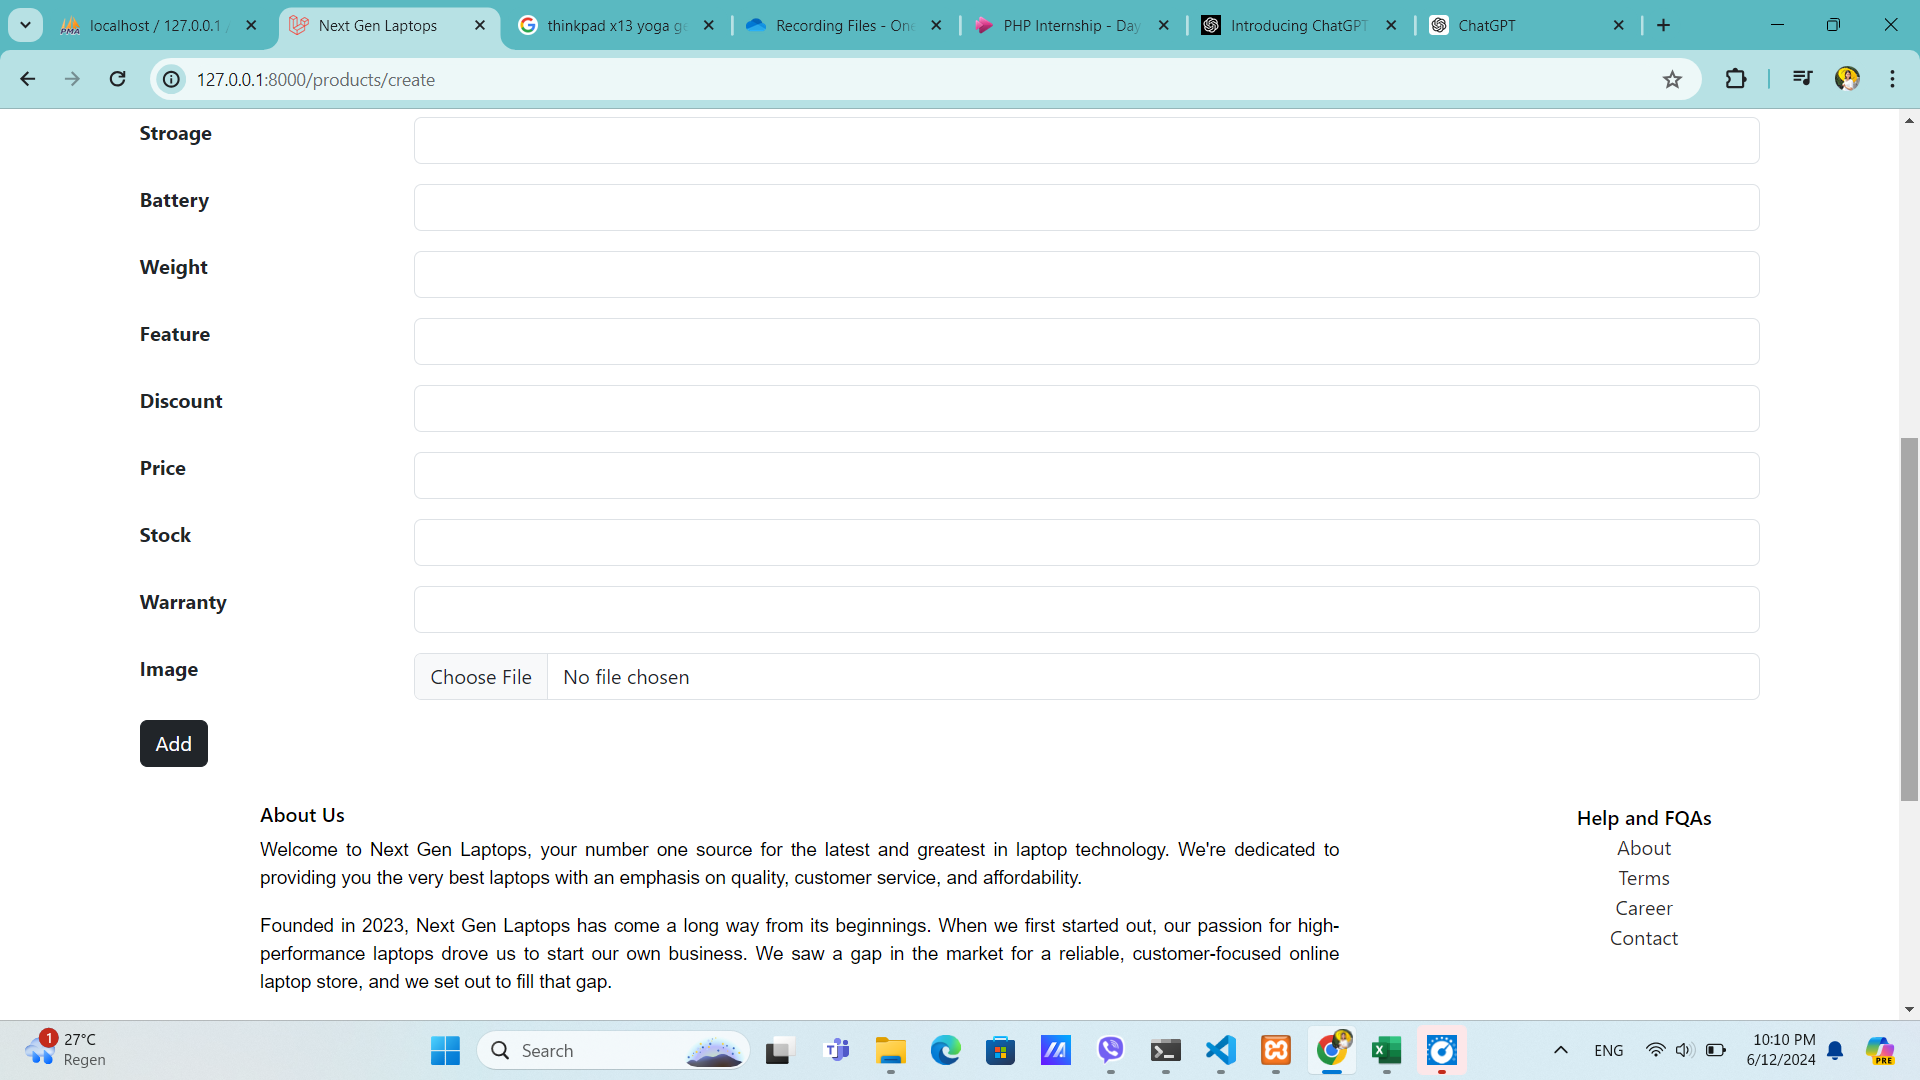 localhost / 127.0.0.1 /
Next Gen Laptops
thinkpad x13 yoga ge
Recording Files - One
PHP Internship - Day
Introducing ChatGPT
ChatGPT
127.0.0.1:8000/products/create
Stroage
Battery
Weight
Feature
Discount
Price
Stock
Warranty
Image
Choose File
No file chosen
Add
About Us
Welcome to Next Gen Laptops, your number one source for the latest and greatest in laptop technology. We're dedicated to
providing you the very best laptops with an emphasis on quality, customer service, and affordability.
Founded in 2023, Next Gen Laptops has come a long way from its beginnings. When we first started out, our passion for high-
performance laptops drove us to start our own business. We saw a gap in the market for a reliable, customer-focused online
laptop store, and we set out to fill that gap.
Help and FQAs
About
Terms
Career
Contact
1
27°C
Regen
Search
ENG
10:10 PM
6/12/2024
PRE